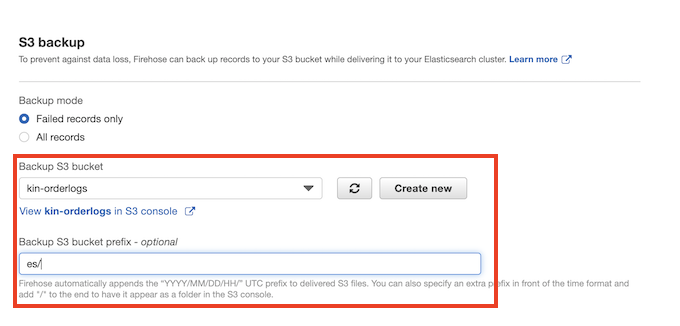 S3 backup
To prevent against data loss, Firehose can back up records to your S3 bucket while delivering it to your Elasticsearch cluster. Learn more
Backup mode
Failed records only
All records
Backup S3 bucket
kin-orderlogs
Create new
View kin-orderlogs in S3 console
Backup S3 bucket prefix - optional
es/
Firehose automatically appends the "YYYY/MM/DD/HH/" UTC prefix to delivered S3 files. You can also specify an extra prefix in front of the time format and
add "/" to the end to have it appear as a folder in the S3 console.